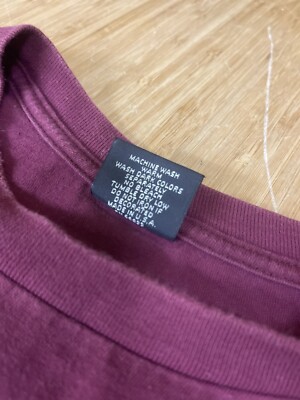 MACHINE WASH
WARM
WASH DARK COLORS
SEPARATELY
NO BLEACH
TUMBLE DRY LOW
DO NOT IRON IF
DECORATED
MADE IN U.S.A.